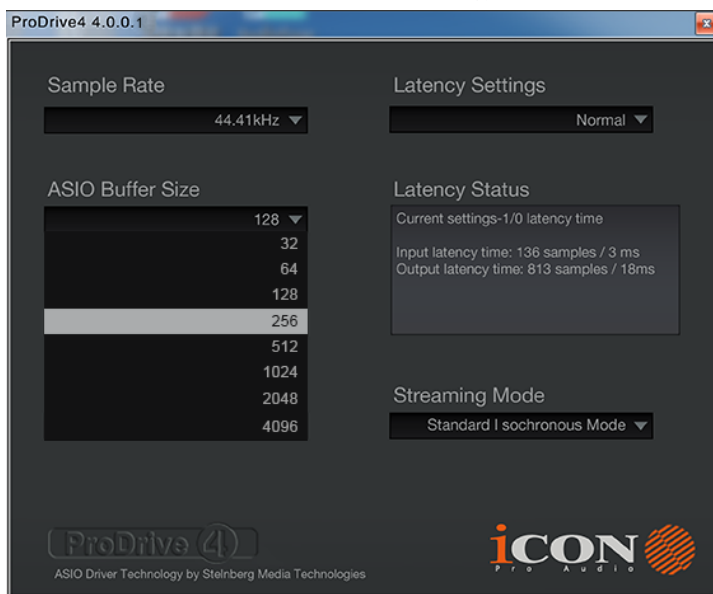 ProDrive4 4.0.0.1
x
Sample Rate
44.41kHz
Latency Settings
Normal
ASIO Buffer Size
128
32
64
128
256
512
1024
2048
4096
Latency Status
Current settings-1/0 latency time
Input latency time: 136 samples / 3 ms
Output latency time: 813 samples / 18ms
Streaming Mode
Standard I sochronous Mode
ProDrive 4
ASIO Driver Technology by Stelnberg Media Technologies
iCON
Pro Audio